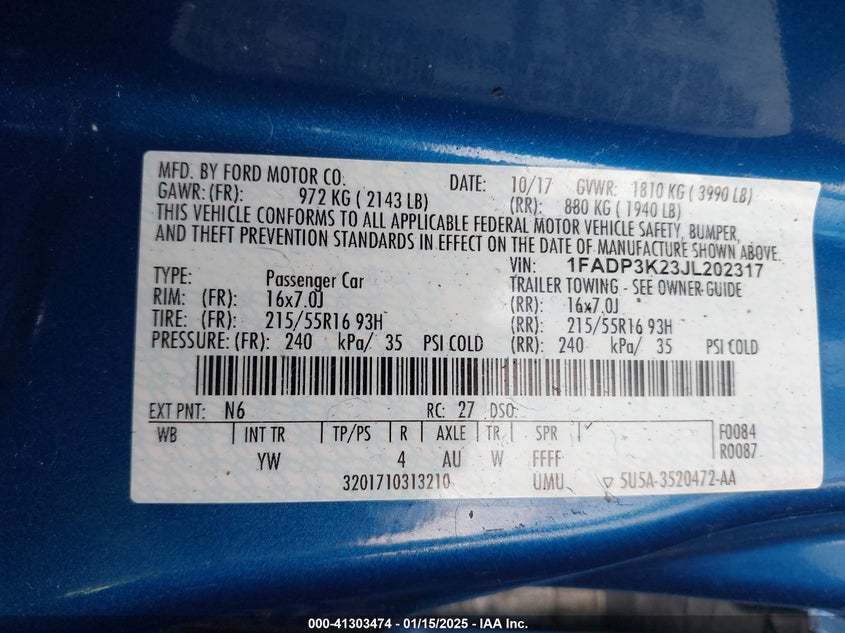 MFD. BY FORD MOTOR CO. DATE: 10/17 GVWR: 1810 KG ( 3990 LB)
GAWR: (FR): 972 KG ( 2143 LB) (RR): 880 KG ( 1940 LB)
THIS VEHICLE CONFORMS TO ALL APPLICABLE FEDERAL MOTOR VEHICLE SAFETY, BUMPER,
AND THEFT PREVENTION STANDARDS IN EFFECT ON THE DATE OF MANUFACTURE SHOWN ABOVE.
VIN: 1FADP3K23JL202317
TYPE: Passenger Car TRAILER TOWING - SEE OWNER GUIDE
RIM: (FR): 16x7.0J (RR): 16x7.0J
TIRE: (FR): 215/55R16 93H (RR): 215/55R16 93H
PRESSURE: (FR): 240 kPa/ 35 PSI COLD (RR): 240 kPa/ 35 PSI COLD
EXT PNT: N6 RC: 27 DSO:
WB INT TR TP/PS R AXLE TR SPR F0084
YW 4 AU W FFFF R0087
3201710313210 UMU ▽ 5U5A-3520472-AA
000-41303474 - 01/15/2025 - IAA Inc.